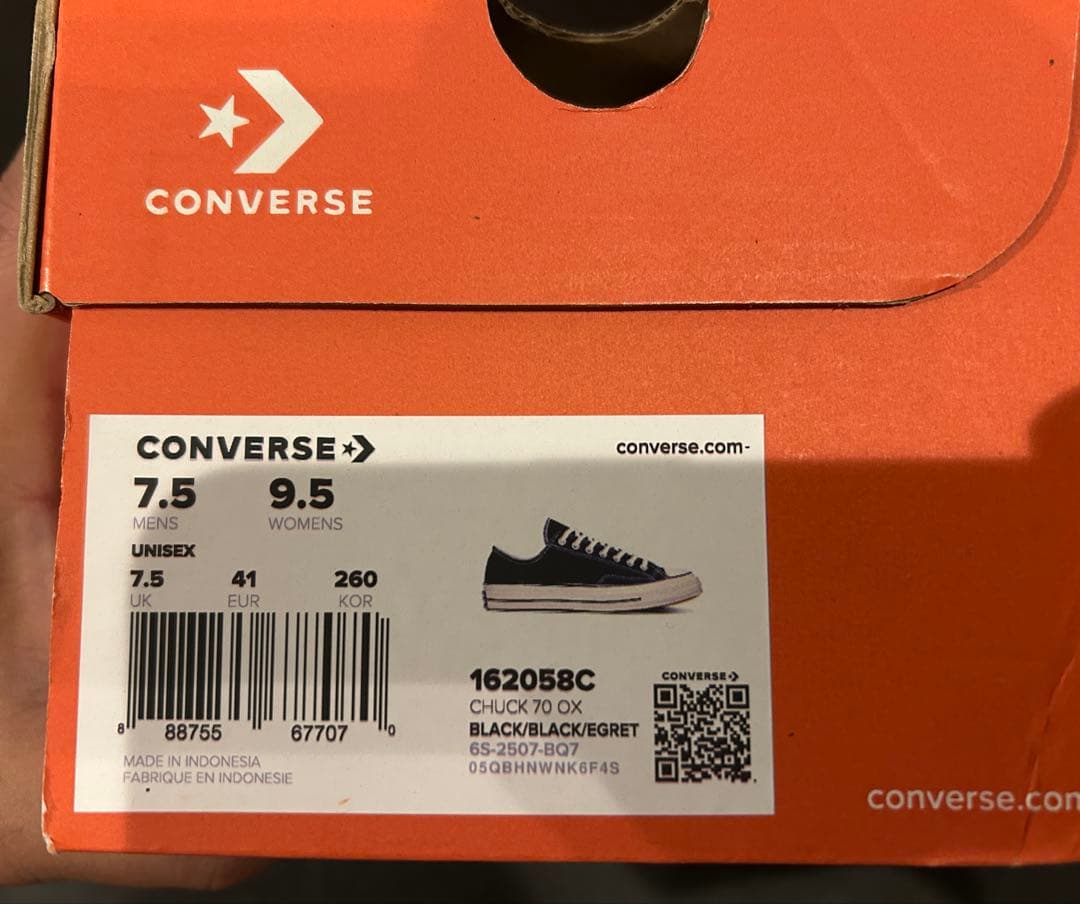 CONVERSE
CONVERSE
converse.com-
7.5 9.5
MENS WOMENS
UNISEX
7.5 41 260
UK EUR KOR
8 88755 67707 0
MADE IN INDONESIA
FABRIQUE EN INDONESIE
162058C
CHUCK 70 OX
BLACK/BLACK/EGRET
6S-2507-BQ7
05QBHNWNK6F4S
CONVERSE
converse.com